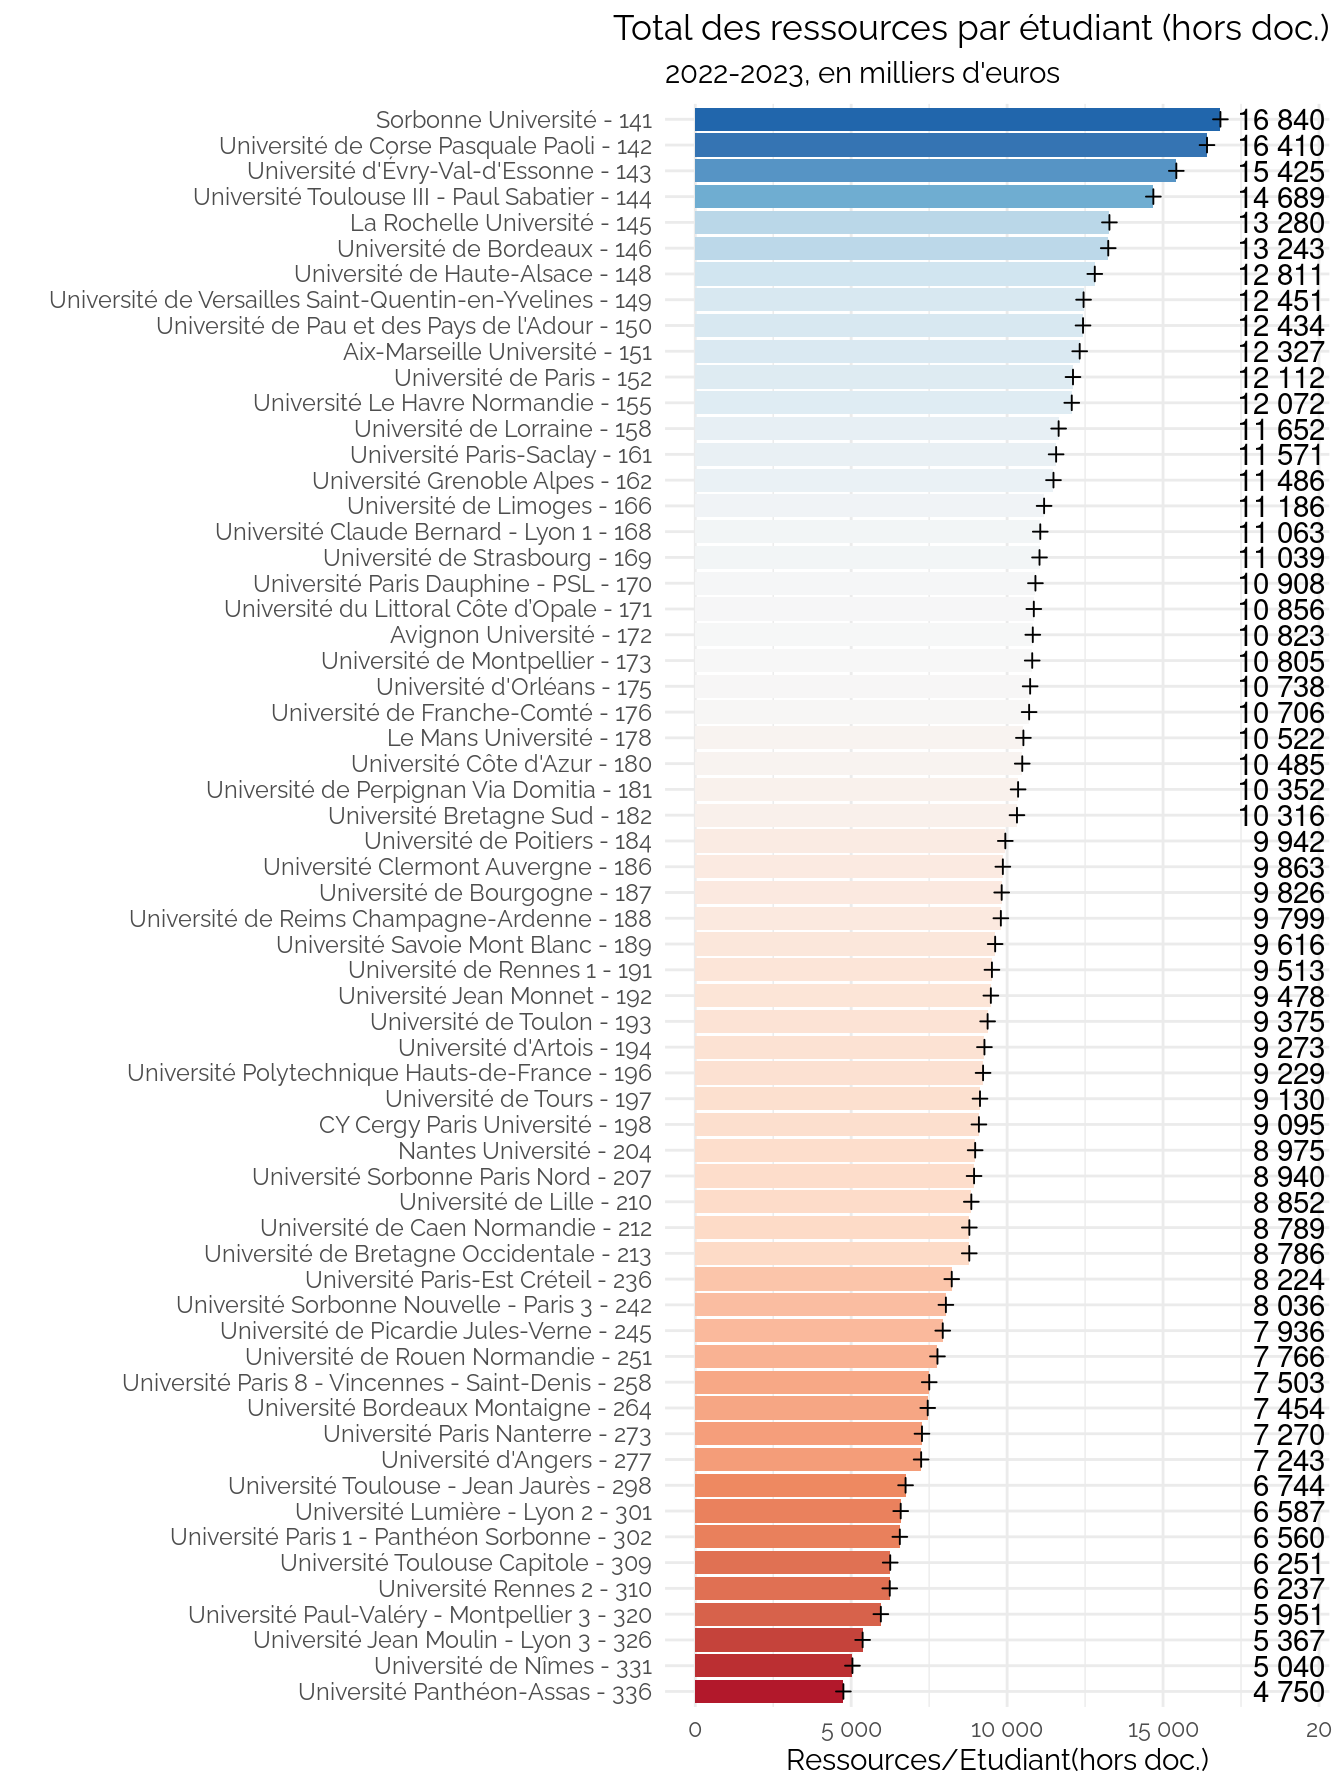 Total des ressources par étudiant (hors doc.)
2022-2023, en milliers d'euros
Sorbonne Université - 141 16 840
Université de Corse Pasquale Paoli - 142 16 410
Université d'Évry-Val-d'Essonne - 143 15 425
Université Toulouse III - Paul Sabatier - 144 14 689
La Rochelle Université - 145 13 280
Université de Bordeaux - 146 13 243
Université de Haute-Alsace - 148 12 811
Université de Versailles Saint-Quentin-en-Yvelines - 149 12 451
Université de Pau et des Pays de l'Adour - 150 12 434
Aix-Marseille Université - 151 12 327
Université de Paris - 152 12 112
Université Le Havre Normandie - 155 12 072
Université de Lorraine - 158 11 652
Université Paris-Saclay - 161 11 571
Université Grenoble Alpes - 162 11 486
Université de Limoges - 166 11 186
Université Claude Bernard - Lyon 1 - 168 11 063
Université de Strasbourg - 169 11 039
Université Paris Dauphine - PSL - 170 10 908
Université du Littoral Côte d'Opale - 171 10 856
Avignon Université - 172 10 823
Université de Montpellier - 173 10 805
Université d'Orléans - 175 10 738
Université de Franche-Comté - 176 10 706
Le Mans Université - 178 10 522
Université Côte d'Azur - 180 10 485
Université de Perpignan Via Domitia - 181 10 352
Université Bretagne Sud - 182 10 316
Université de Poitiers - 184 9 942
Université Clermont Auvergne - 186 9 863
Université de Bourgogne - 187 9 826
Université de Reims Champagne-Ardenne - 188 9 799
Université Savoie Mont Blanc - 189 9 616
Université de Rennes 1 - 191 9 513
Université Jean Monnet - 192 9 478
Université de Toulon - 193 9 375
Université d'Artois - 194 9 273
Université Polytechnique Hauts-de-France - 196 9 229
Université de Tours - 197 9 130
CY Cergy Paris Université - 198 9 095
Nantes Université - 204 8 975
Université Sorbonne Paris Nord - 207 8 940
Université de Lille - 210 8 852
Université de Caen Normandie - 212 8 789
Université de Bretagne Occidentale - 213 8 786
Université Paris-Est Créteil - 236 8 224
Université Sorbonne Nouvelle - Paris 3 - 242 8 036
Université de Picardie Jules-Verne - 245 7 936
Université de Rouen Normandie - 251 7 766
Université Paris 8 - Vincennes - Saint-Denis - 258 7 503
Université Bordeaux Montaigne - 264 7 454
Université Paris Nanterre - 273 7 270
Université d'Angers - 277 7 243
Université Toulouse - Jean Jaurès - 298 6 744
Université Lumière - Lyon 2 - 301 6 587
Université Paris 1 - Panthéon Sorbonne - 302 6 560
Université Toulouse Capitole - 309 6 251
Université Rennes 2 - 310 6 237
Université Paul-Valéry - Montpellier 3 - 320 5 951
Université Jean Moulin - Lyon 3 - 326 5 367
Université de Nîmes - 331 5 040
Université Panthéon-Assas - 336 4 750
0 5 000 10 000 15 000 20
Ressources/Etudiant(hors doc.)